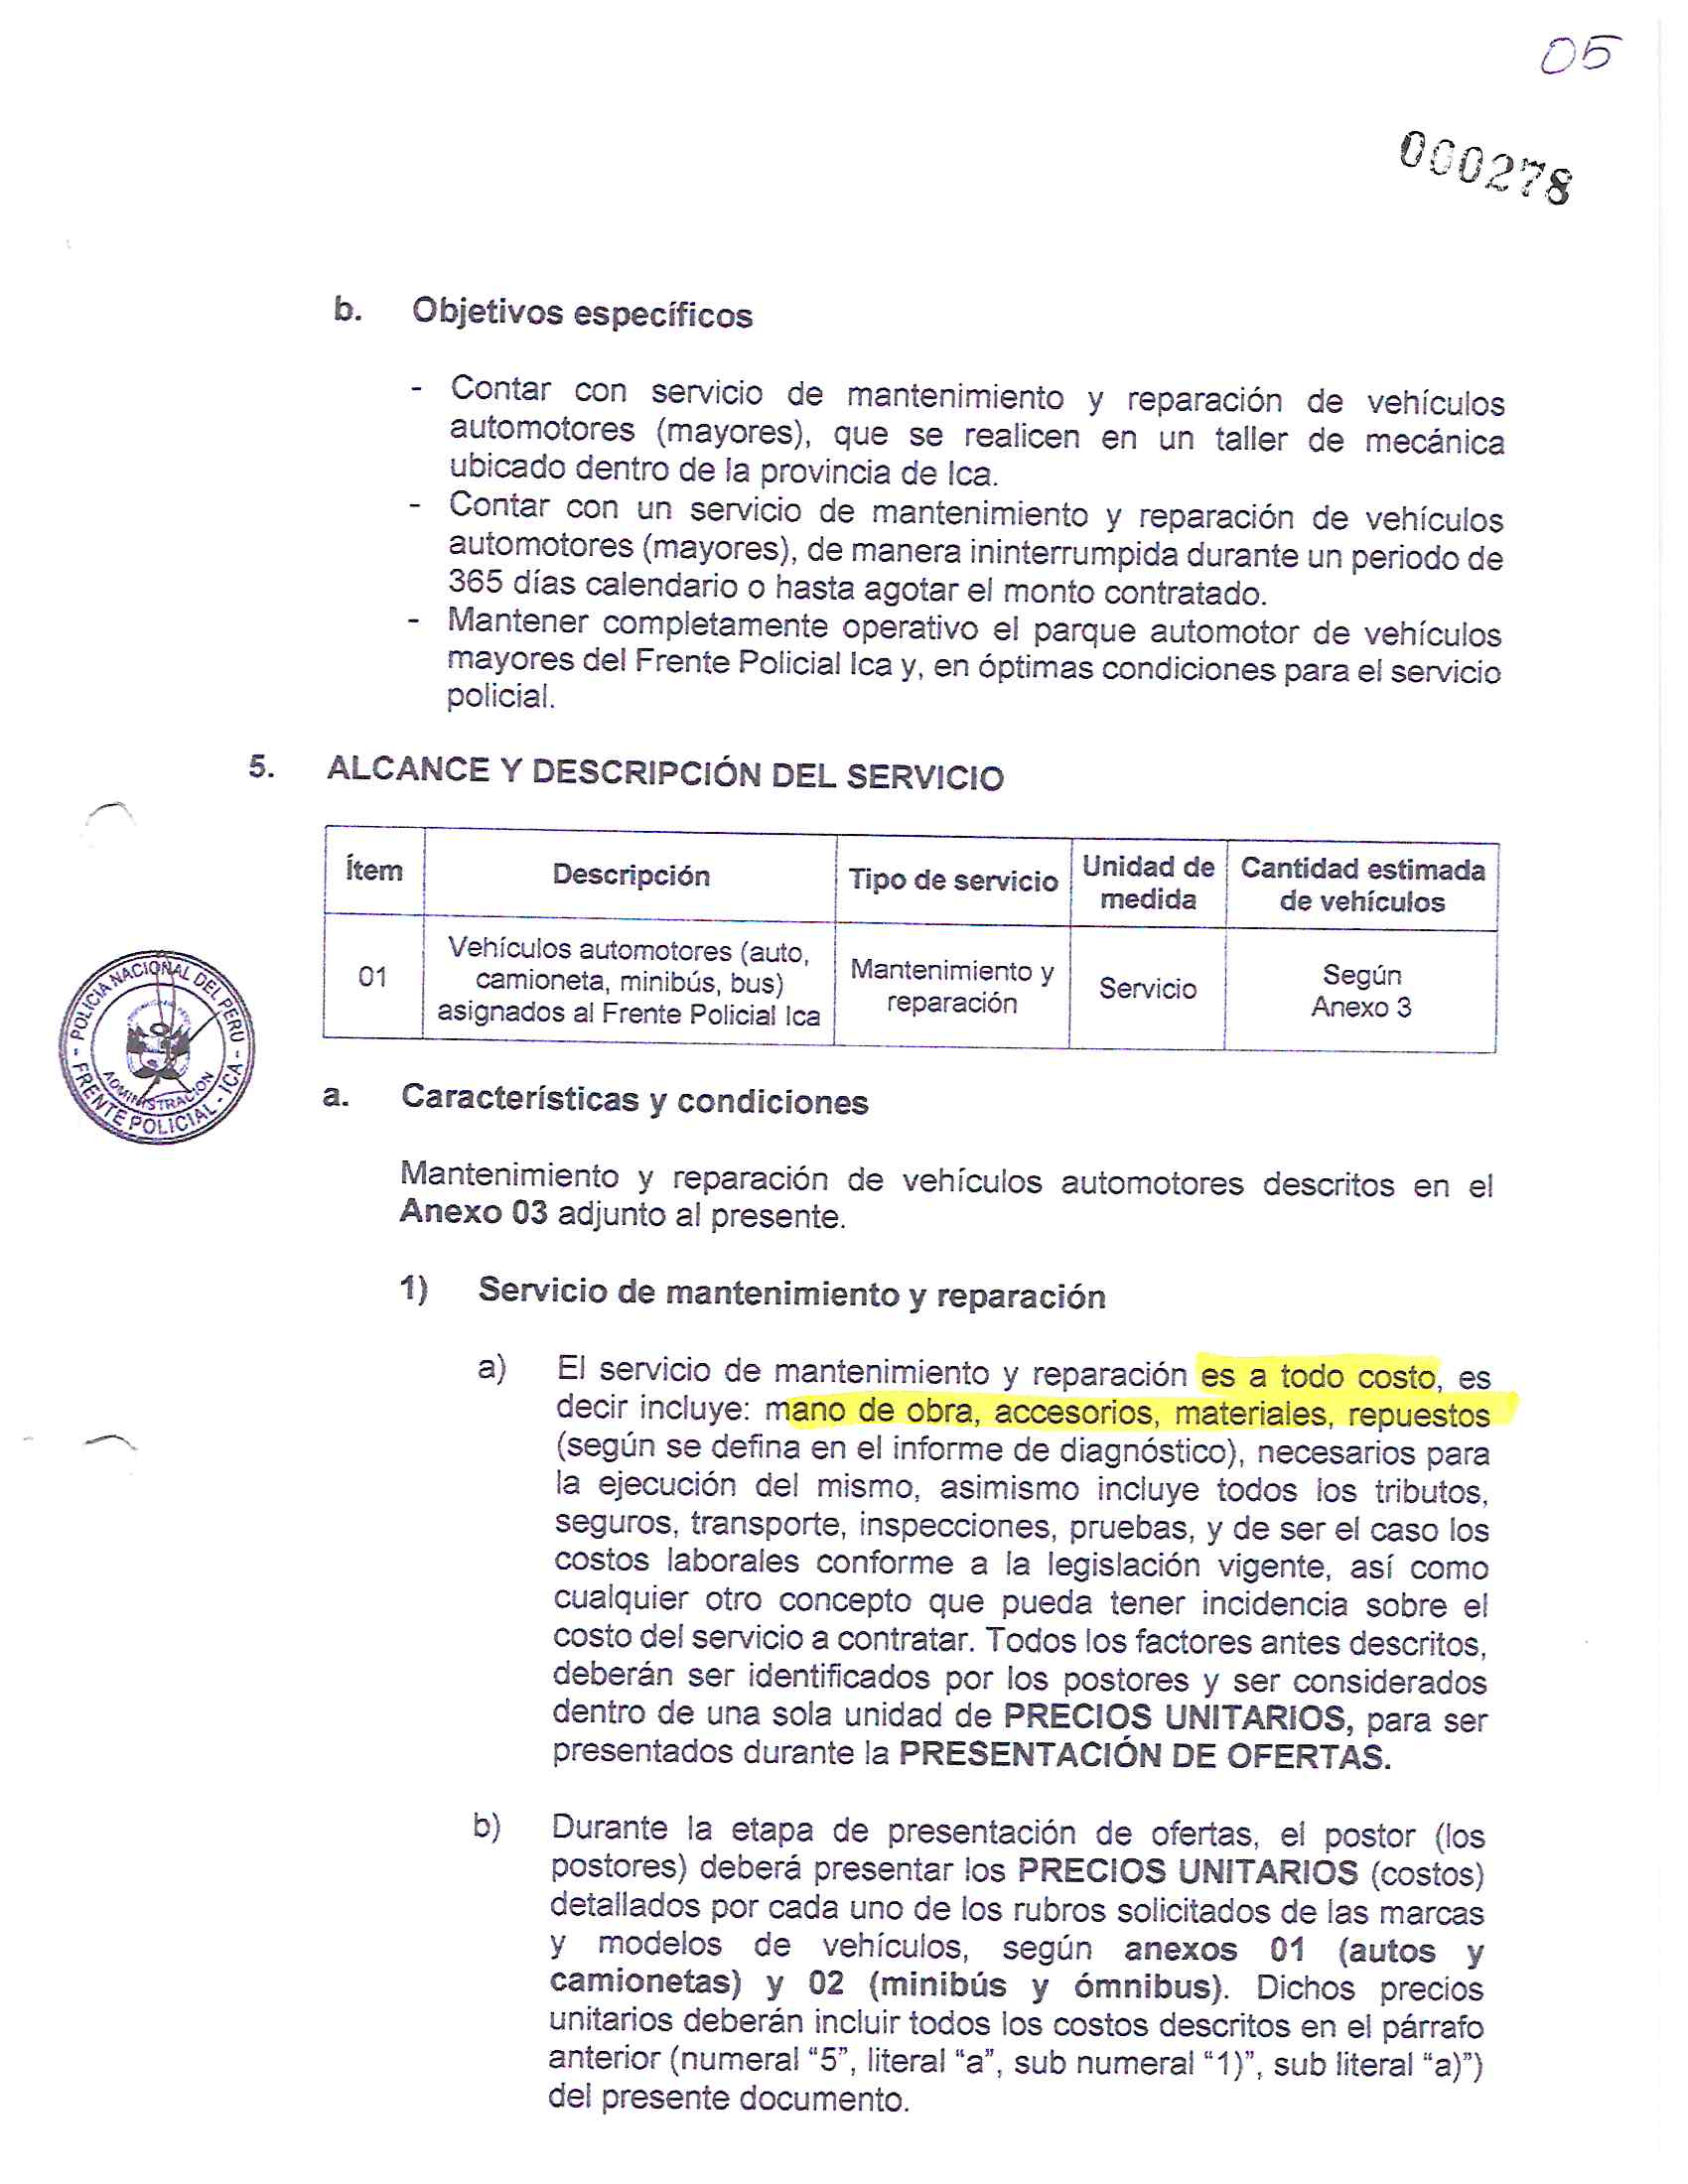 05
000278
b. Objetivos específicos
- Contar con servicio de mantenimiento y reparación de vehículos
automotores (mayores), que se realicen en un taller de mecánica
ubicado dentro de la provincia de Ica.
- Contar con un servicio de mantenimiento y reparación de vehículos
automotores (mayores), de manera ininterrumpida durante un periodo de
365 días calendario o hasta agotar el monto contratado.
- Mantener completamente operativo el parque automotor de vehículos
mayores del Frente Policial Ica y, en óptimas condiciones para el servicio
policial.
5. ALCANCE Y DESCRIPCIÓN DEL SERVICIO
Ítem Descripción Tipo de servicio Unidad de medida Cantidad estimada de vehículos
01 Vehículos automotores (auto, camioneta, minibús, bus) asignados al Frente Policial Ica Mantenimiento y reparación Servicio Según Anexo 3
POLICIA NACIONAL DEL PERU
ADMINISTRACION
FRENTE POLICIAL - ICA
a. Características y condiciones
Mantenimiento y reparación de vehículos automotores descritos en el
Anexo 03 adjunto al presente.
1) Servicio de mantenimiento y reparación
a) El servicio de mantenimiento y reparación es a todo costo, es
decir incluye: mano de obra, accesorios, materiales, repuestos
(según se defina en el informe de diagnóstico), necesarios para
la ejecución del mismo, asimismo incluye todos los tributos,
seguros, transporte, inspecciones, pruebas, y de ser el caso los
costos laborales conforme a la legislación vigente, así como
cualquier otro concepto que pueda tener incidencia sobre el
costo del servicio a contratar. Todos los factores antes descritos,
deberán ser identificados por los postores y ser considerados
dentro de una sola unidad de PRECIOS UNITARIOS, para ser
presentados durante la PRESENTACIÓN DE OFERTAS.
b) Durante la etapa de presentación de ofertas, el postor (los
postores) deberá presentar los PRECIOS UNITARIOS (costos)
detallados por cada uno de los rubros solicitados de las marcas
y modelos de vehículos, según anexos 01 (autos y
camionetas) y 02 (minibús y ómnibus). Dichos precios
unitarios deberán incluir todos los costos descritos en el párrafo
anterior (numeral “5”, literal “a”, sub numeral “1)”, sub literal “a)”)
del presente documento.